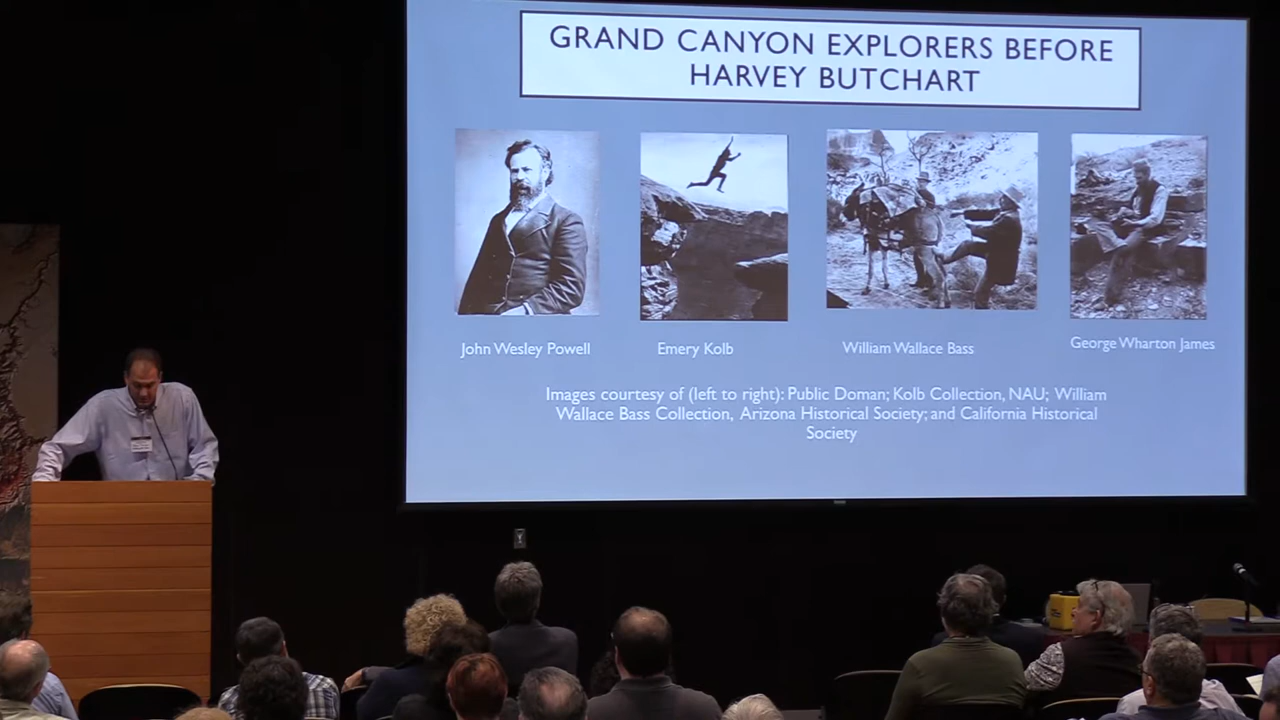 GRAND CANYON EXPLORERS BEFORE
HARVEY BUTCHART
John Wesley Powell
Emery Kolb
William Wallace Bass
George Wharton James
Images courtesy of (left to right): Public Doman; Kolb Collection, NAU; William
Wallace Bass Collection, Arizona Historical Society; and California Historical
Society